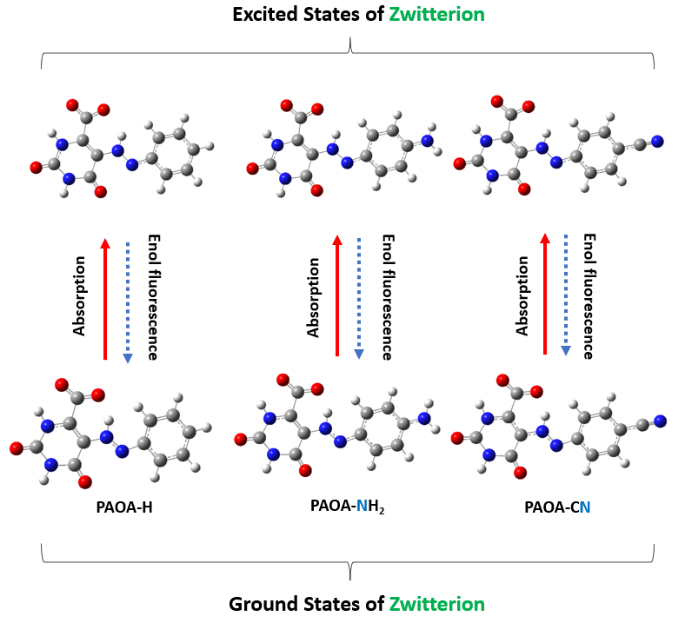 Excited States of Zwitterion
Absorption
Enol fluorescence
Absorption
Enol fluorescence
Absorption
Enol fluorescence
PAOA-H
PAOA-NH₂
PAOA-CN
Ground States of Zwitterion